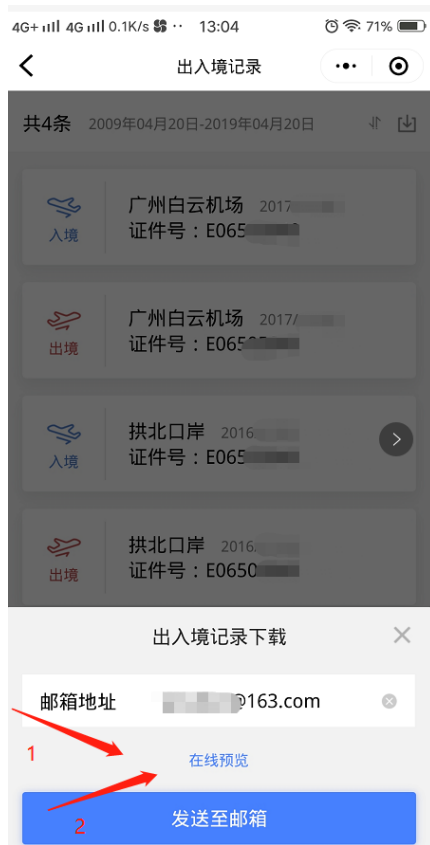 4G+ 4G 0.1K/s ·· 13:04 71%
出入境记录
共4条 2009年04月20日-2019年04月20日
广州白云机场 2017
入境 证件号：E065
广州白云机场 2017/
出境 证件号：E065
拱北口岸 2016
入境 证件号：E065
拱北口岸 2016
出境 证件号：E0650
出入境记录下载
邮箱地址 @163.com
1
在线预览
2
发送至邮箱